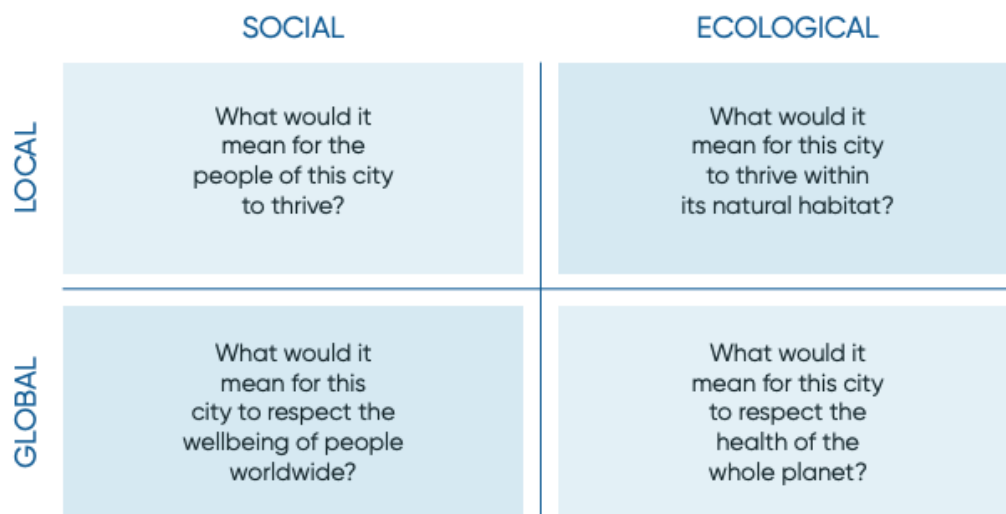 SOCIAL
ECOLOGICAL
LOCAL
What would it
mean for the
people of this city
to thrive?
What would it
mean for this city
to thrive within
its natural habitat?
GLOBAL
What would it
mean for this
city to respect the
wellbeing of people
worldwide?
What would it
mean for this city
to respect the
health of the
whole planet?